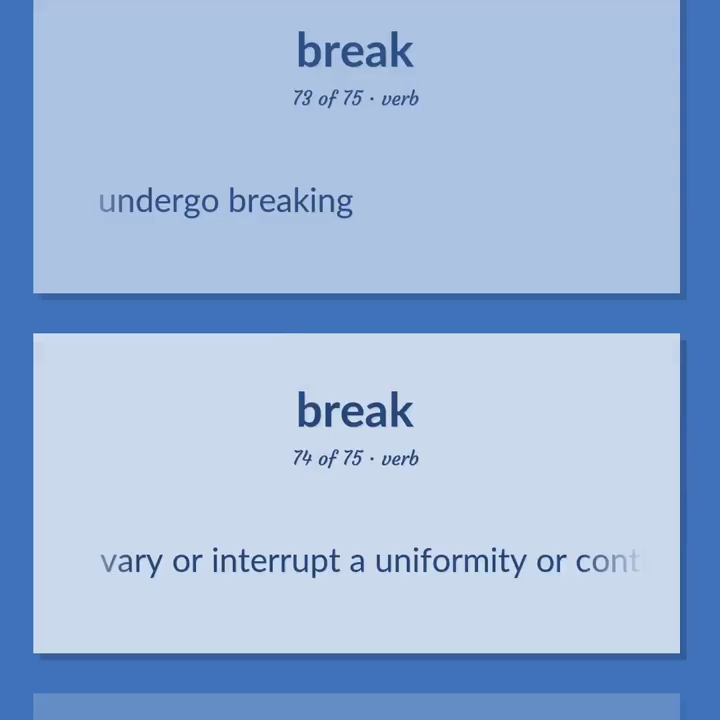 break
73 of 75 · verb
undergo breaking
break
74 of 75 · verb
vary or interrupt a uniformity or